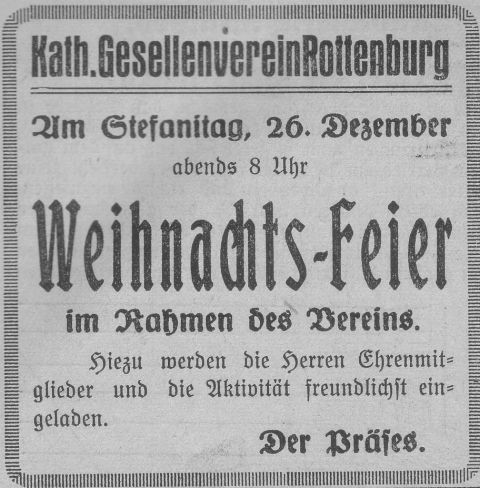 Kath. Gesellenverein Rottenburg
Am Stefanitag, 26. Dezember
abends 8 Uhr
Weihnachts-Feier
im Rahmen des Vereins.
Hiezu werden die Herren Ehrenmit-
glieder und die Aktivität freundlichst ein-
geladen.
Der Präses.